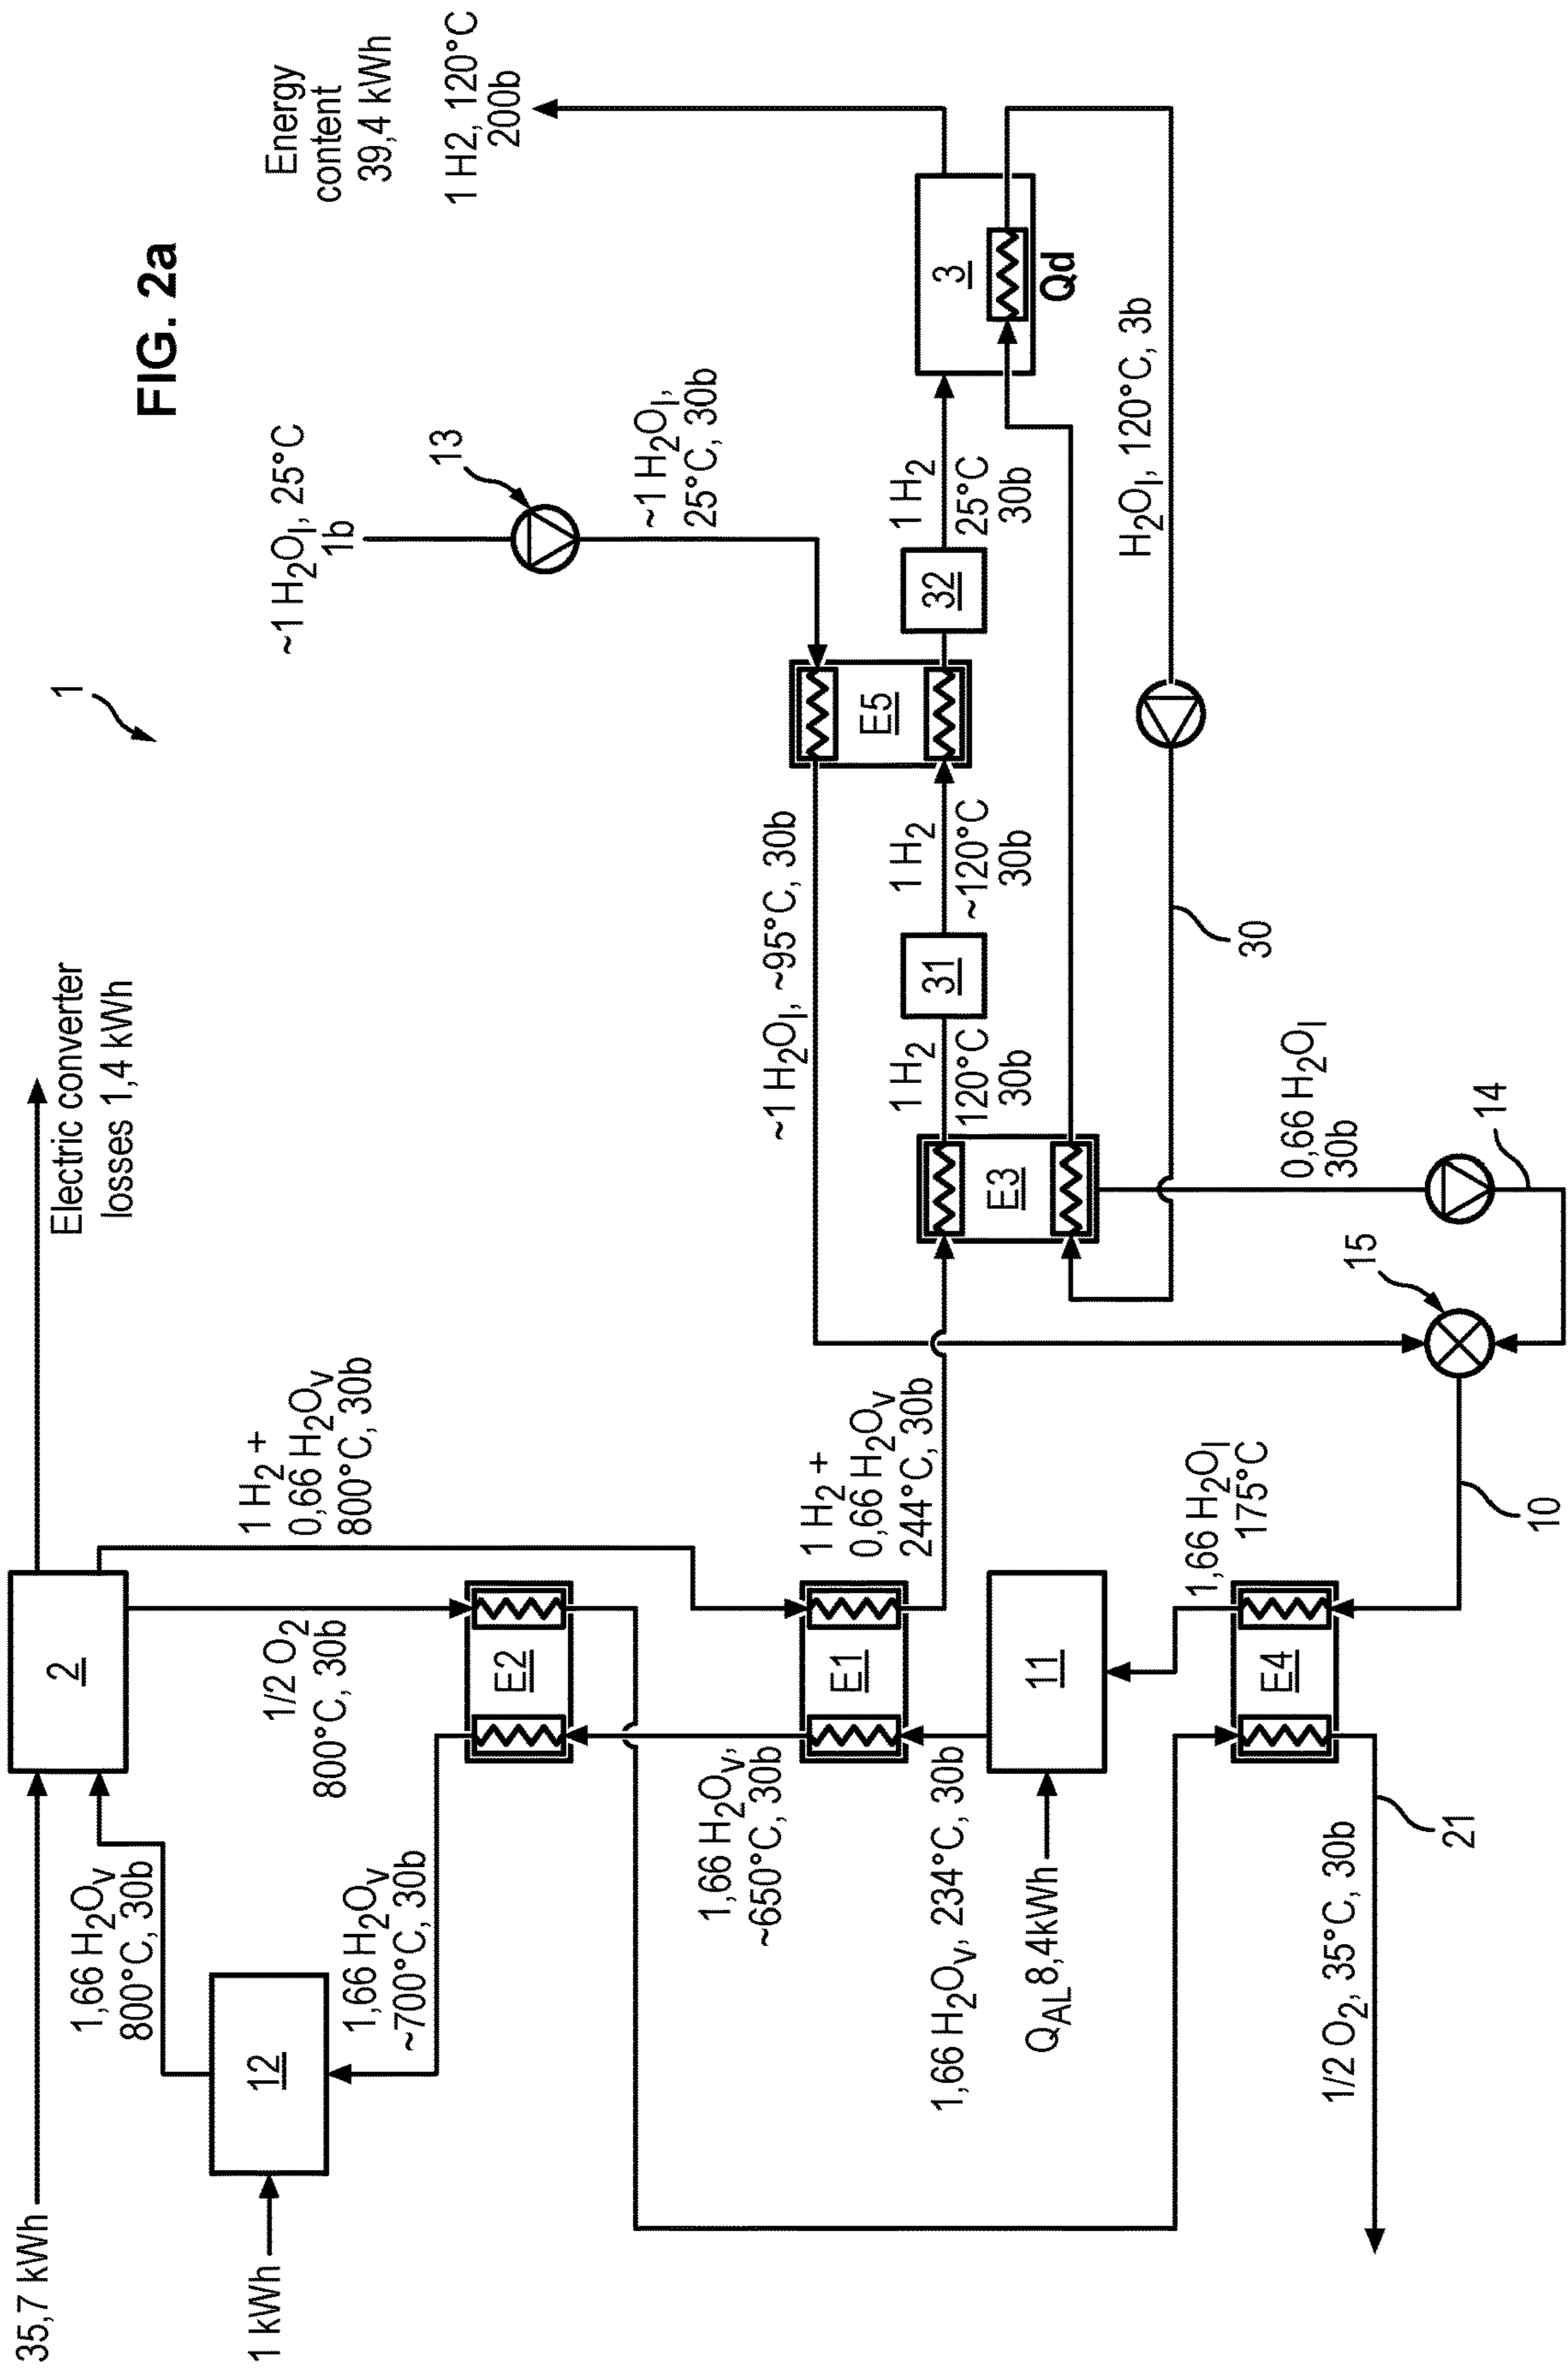 FIG. 2a
1
35,7 kWh
1 kWh
12
1,66 H2Ov
800°C, 30b
1,66 H2Ov
~700°C, 30b
2
Electric converter
losses 1,4 kWh
1/2 O2
800°C, 30b
1 H2 +
0,66 H2Ov
800°C, 30b
E2
E1
1,66 H2Ov,
~650°C, 30b
1,66 H2Ov, 234°C, 30b
QAL 8,4kWh
11
1 H2 +
0,66 H2Ov
244°C, 30b
1,66 H2Ol
175°C
E4
1/2 O2, 35°C, 30b
21
10
15
14
0,66 H2Ol
30b
E3
1 H2
120°C
30b
31
1 H2
~120°C
30b
~1 H2Ol, ~95°C, 30b
E5
~1 H2Ol, 25°C
1b
13
~1 H2Ol,
25°C, 30b
32
1 H2
25°C
30b
3
Qd
H2Ol, 120°C, 3b
30
Energy
content
39,4 kWh
1 H2, 120°C
200b